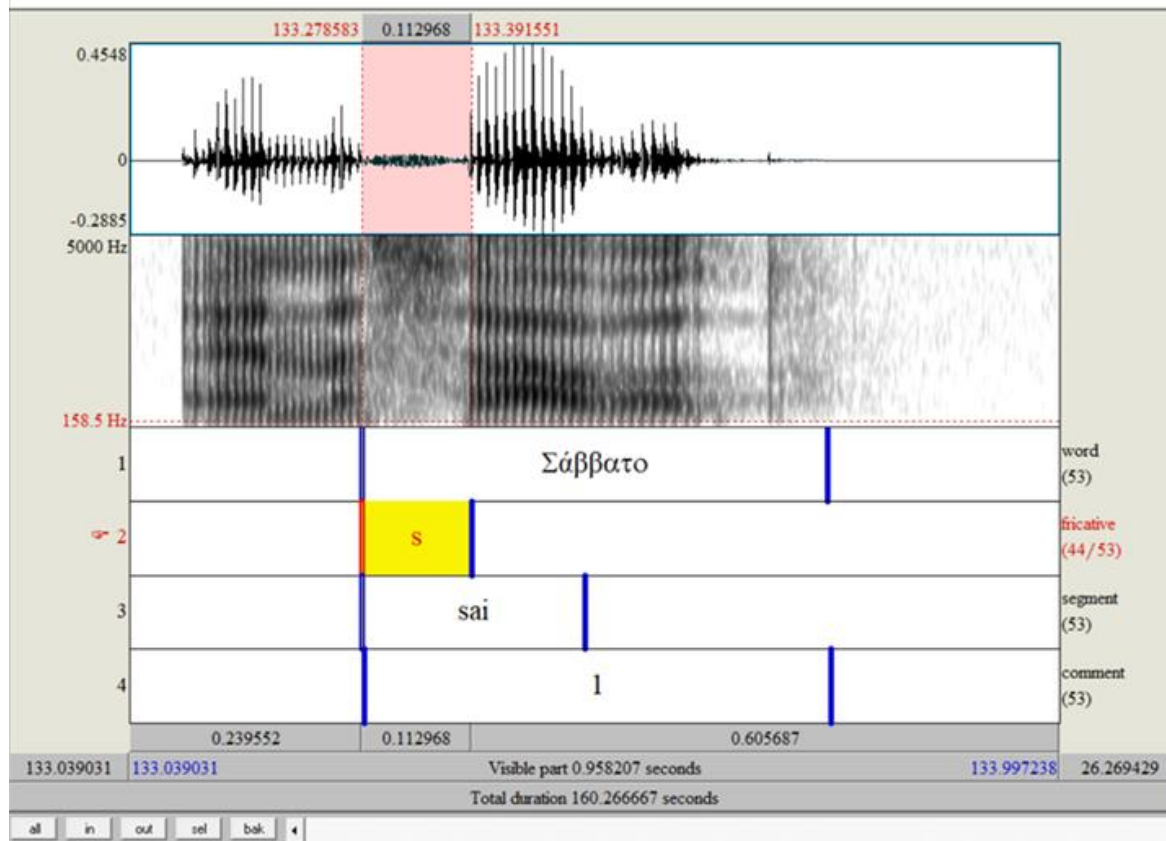 133.278583 0.112968 133.391551
0.4548
0
-0.2885
5000 Hz
158.5 Hz
1 Σάββατο word
(53)
☞ 2 s fricative
(44/53)
3 sai segment
(53)
4 1 comment
(53)
0.239552 0.112968 0.605687
133.039031 133.039031 Visible part 0.958207 seconds 133.997238 26.269429
Total duration 160.266667 seconds
all in out sel bak